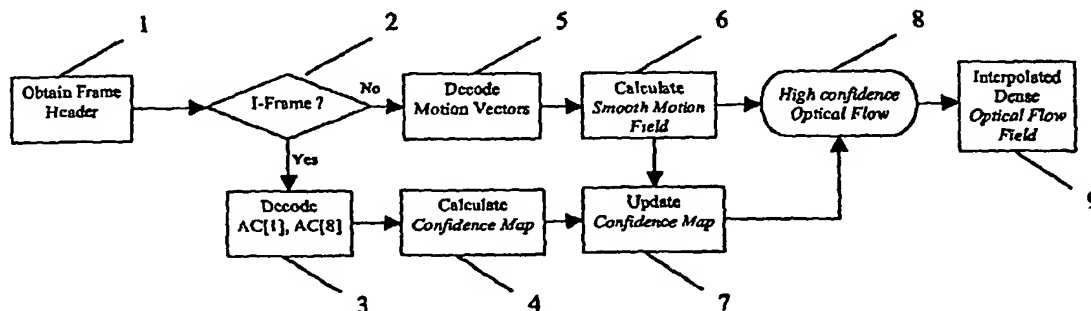 1
2
5
6
8
Obtain Frame
Header
I-Frame ?
No
Decode
Motion Vectors
Calculate
Smooth Motion
Field
High confidence
Optical Flow
Interpolated
Dense
Optical Flow
Field
Yes
Decode
AC[1], AC[8]
Calculate
Confidence Map
Update
Confidence Map
9
3
4
7